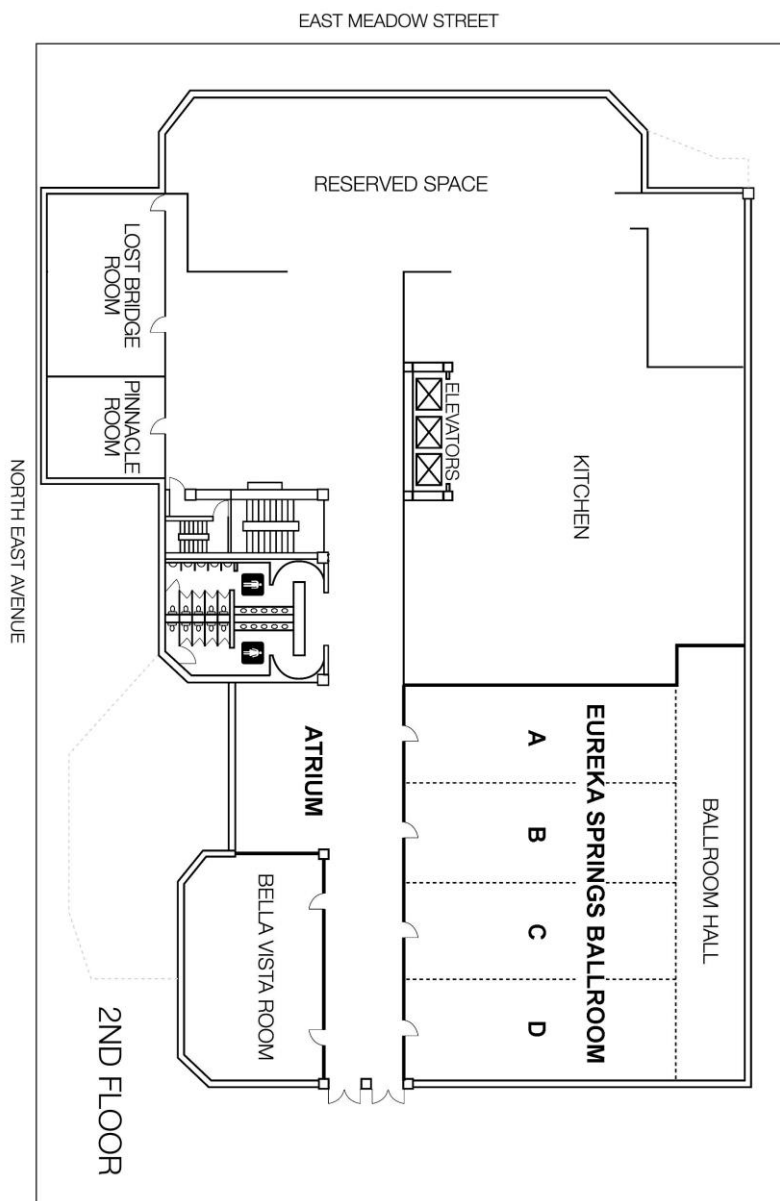 EAST MEADOW STREET
RESERVED SPACE
LOST BRIDGE
ROOM
PINNACLE
ROOM
ELEVATORS
KITCHEN
NORTH EAST AVENUE
ATRIUM
A
B
C
D
EUREKA SPRINGS BALLROOM
BALLROOM HALL
BELLA VISTA ROOM
2ND FLOOR